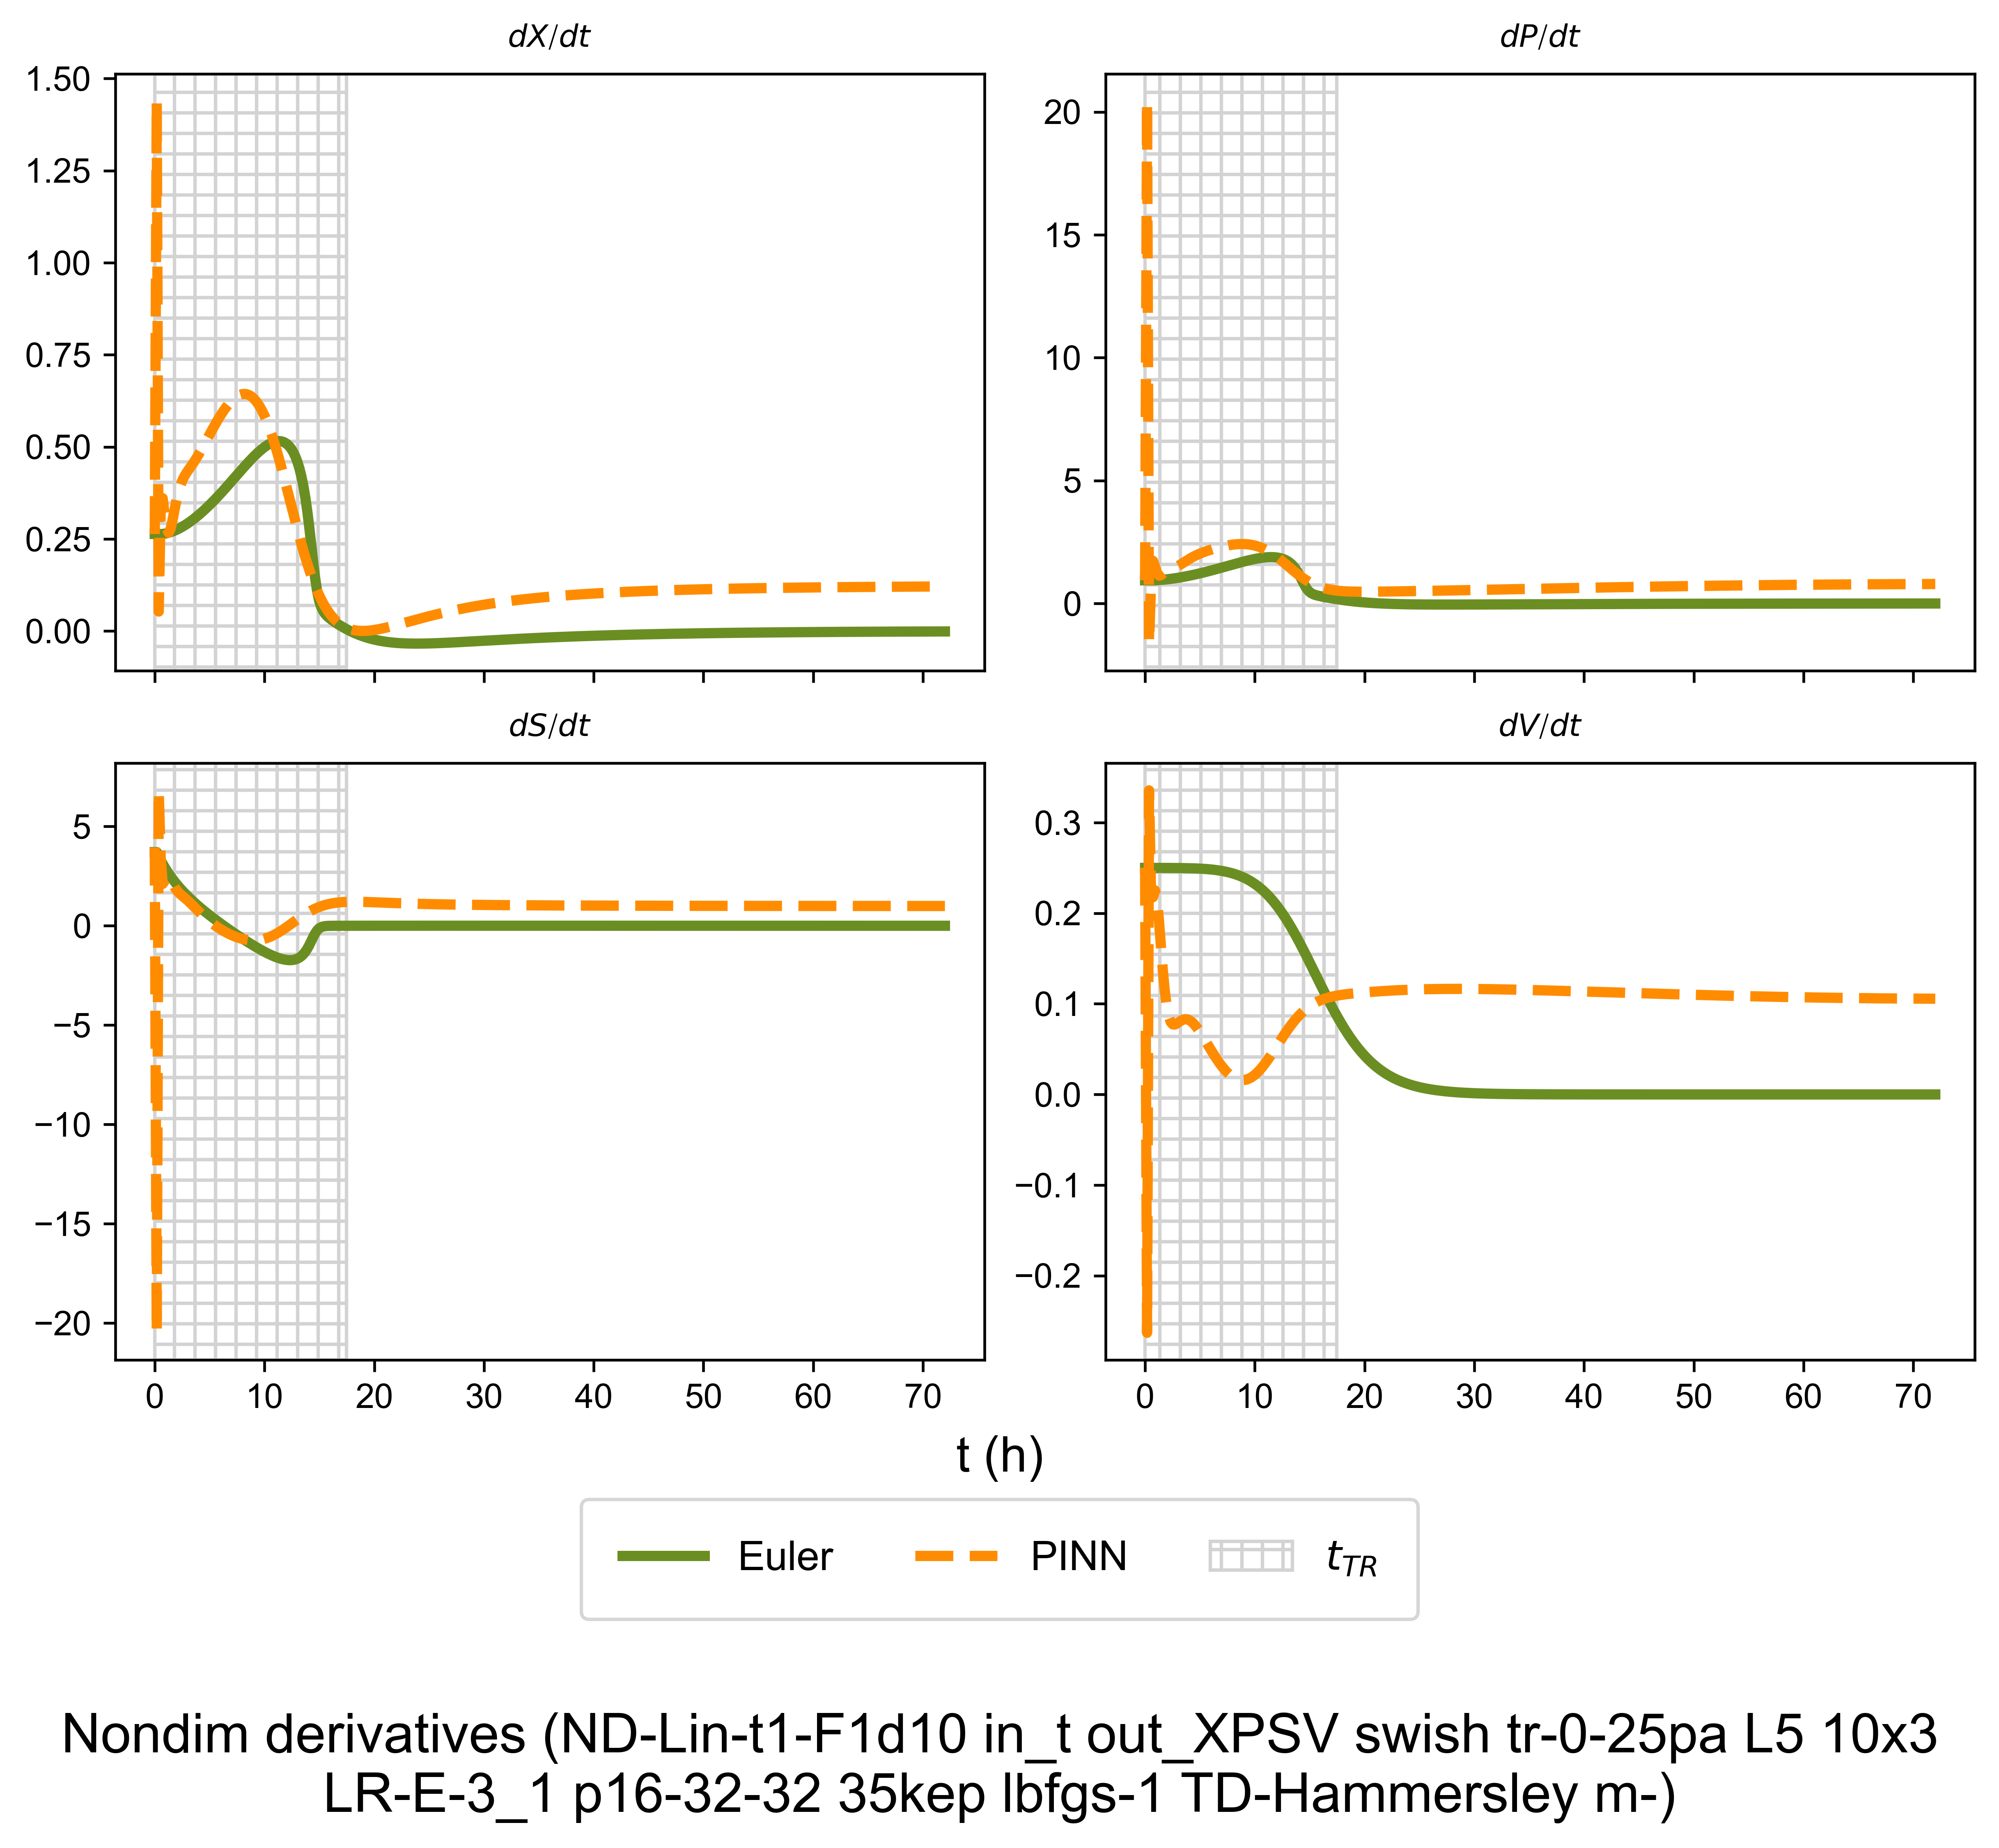 dX/dt
dP/dt
1.50
1.25
1.00
0.75
0.50
0.25
0.00
20
15
10
5
0
dS/dt
dV/dt
5
0
−5
−10
−15
−20
0.3
0.2
0.1
0.0
−0.1
−0.2
0 10 20 30 40 50 60 70
0 10 20 30 40 50 60 70
t (h)
Euler PINN t_{TR}
Nondim derivatives (ND-Lin-t1-F1d10 in_t out_XPSV swish tr-0-25pa L5 10x3
LR-E-3_1 p16-32-32 35kep lbfgs-1 TD-Hammersley m-)